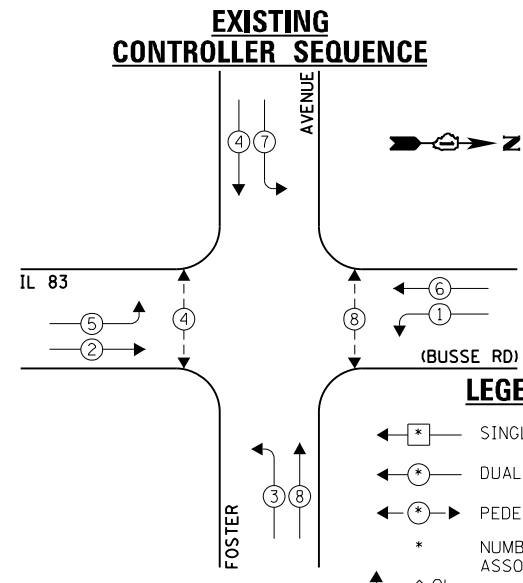 EXISTING
CONTROLLER SEQUENCE
AVENUE
4 7
N
IL 83
6
5
4
8
1
2
(BUSSE RD)
LEGE
* SINGL
* DUAL
3 8
* PEDE
FOSTER
* NUMB
ASSO